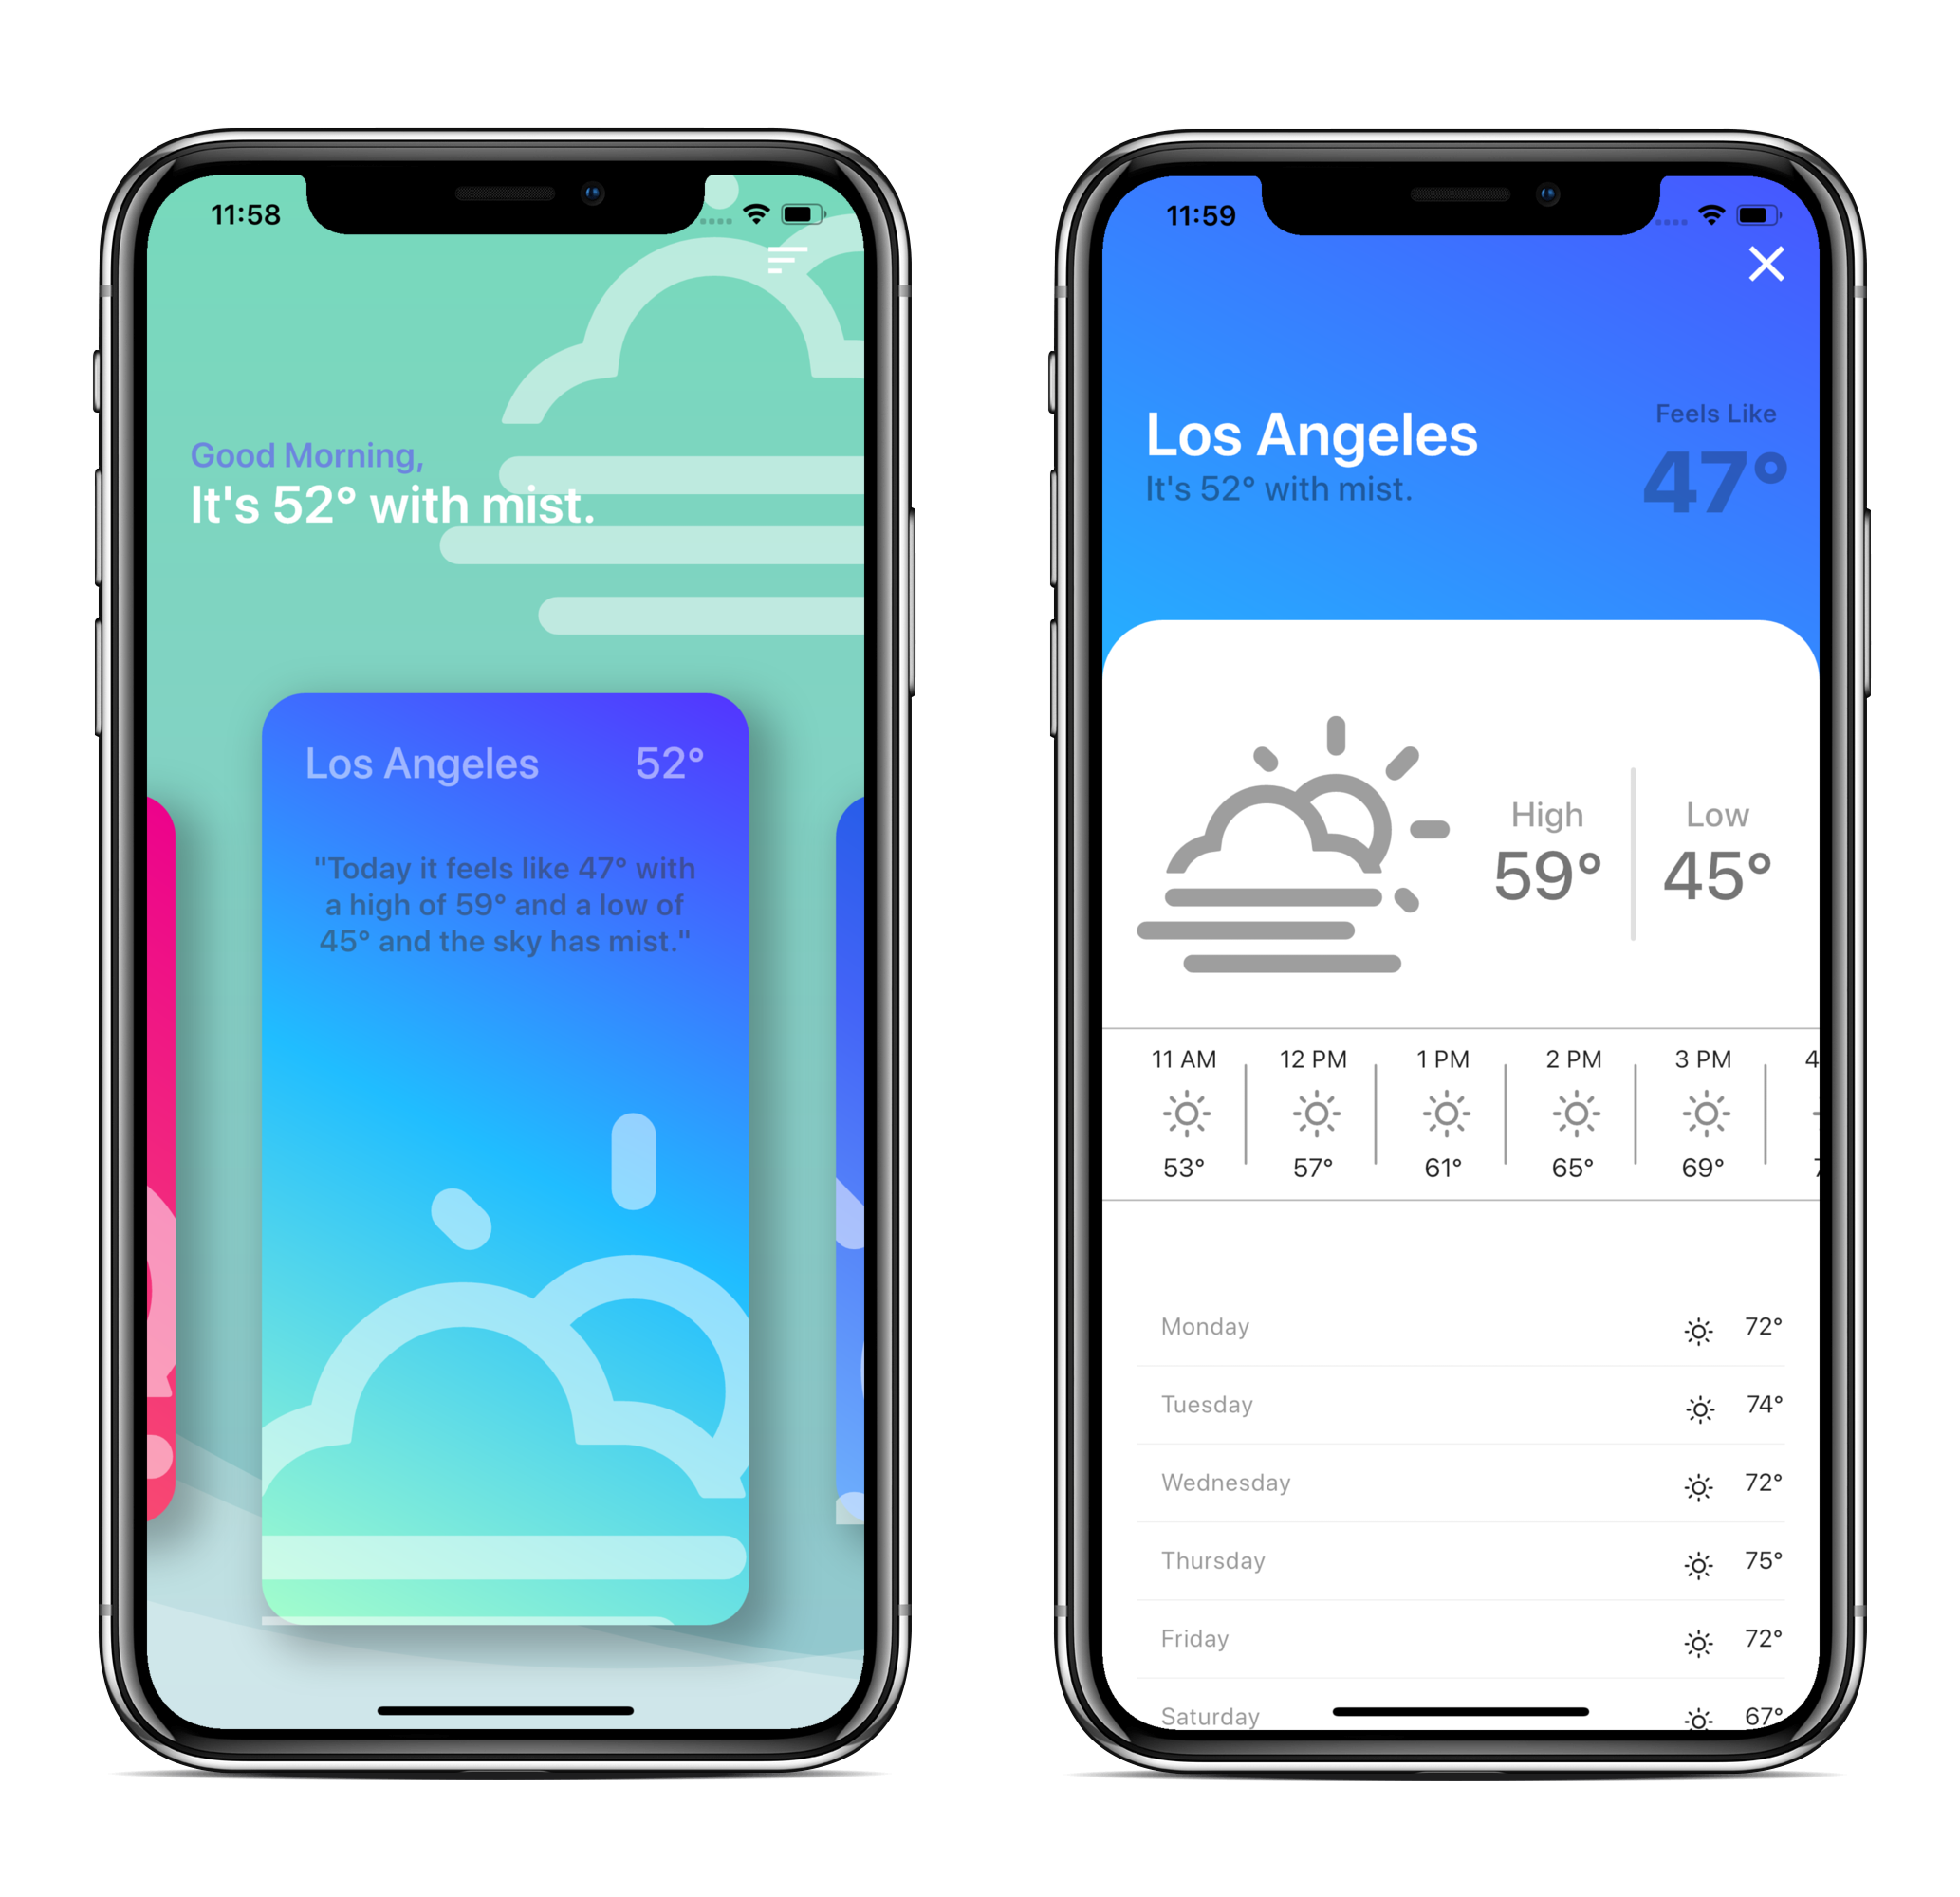 11:58
Good Morning,
It's 52° with mist.
Los Angeles 52°
"Today it feels like 47° with
a high of 59° and a low of
45° and the sky has mist."
11:59
Los Angeles
It's 52° with mist.
Feels Like
47°
High Low
59° 45°
11 AM 12 PM 1 PM 2 PM 3 PM 4
53° 57° 61° 65° 69°
Monday 72°
Tuesday 74°
Wednesday 72°
Thursday 75°
Friday 72°
Saturday 67°